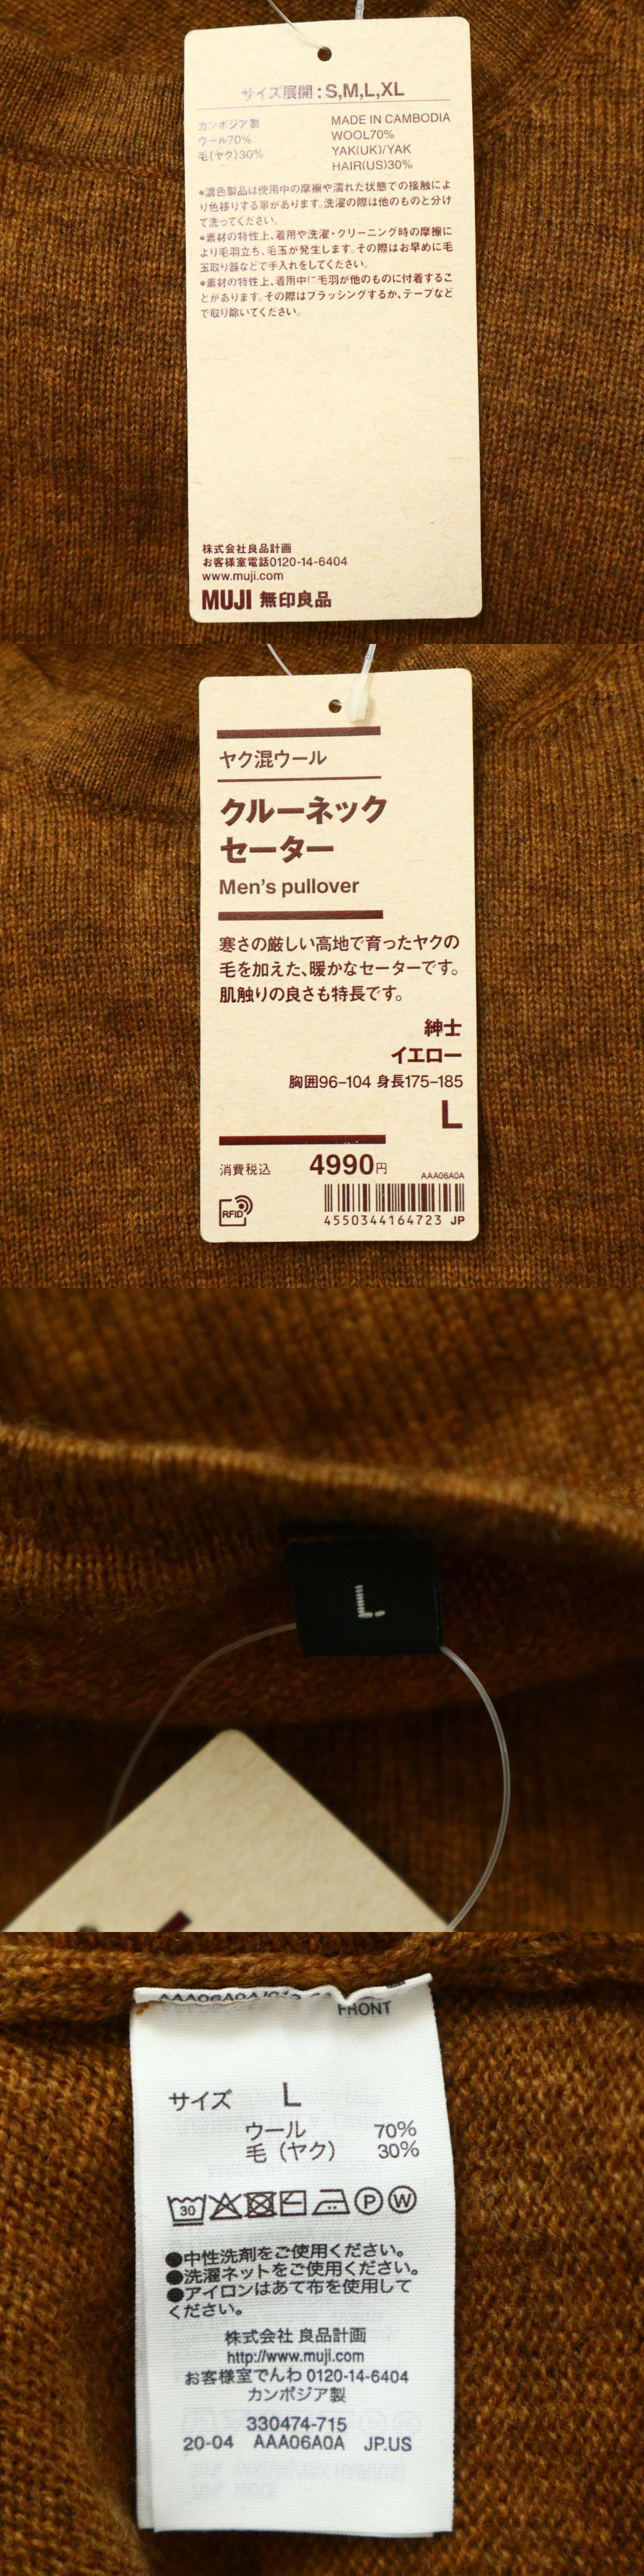 サイズ展開：S,M,L,XL
カンボジア製
ウール70%
毛(ヤク)30%
MADE IN CAMBODIA
WOOL70%
YAK(UK)/YAK
HAIR(US)30%
*濃色製品は使用中の摩擦や濡れた状態での接触によ
り色移りする事があります。洗濯の際は他のものと分け
て洗ってください。
*素材の特性上、着用や洗濯・クリーニング時の摩擦に
より毛羽立ち、毛玉が発生します。その際はお早めに毛
玉取り器などで手入れをしてください。
*素材の特性上、着用中に毛羽が他のものに付着するこ
とがあります。その際はブラッシングするか、テープなど
で取り除いてください。
株式会社良品計画
お客様室電話0120-14-6404
www.muji.com
MUJI 無印良品
ヤク混ウール
クルーネック
セーター
Men's pullover
寒さの厳しい高地で育ったヤクの
毛を加えた、暖かなセーターです。
肌触りの良さも特長です。
紳士
イエロー
胸囲96-104 身長175-185
L
消費税込 4990円
AAA06A0A
RFID
4550344164723 JP
L
FRONT
サイズ L
ウール 70%
毛（ヤク） 30%
30
P W
●中性洗剤をご使用ください。
●洗濯ネットをご使用ください。
●アイロンはあて布を使用して
ください。
株式会社 良品計画
http://www.muji.com
お客様室でんわ 0120-14-6404
カンボジア製
330474-715
20-04 AAA06A0A JP.US